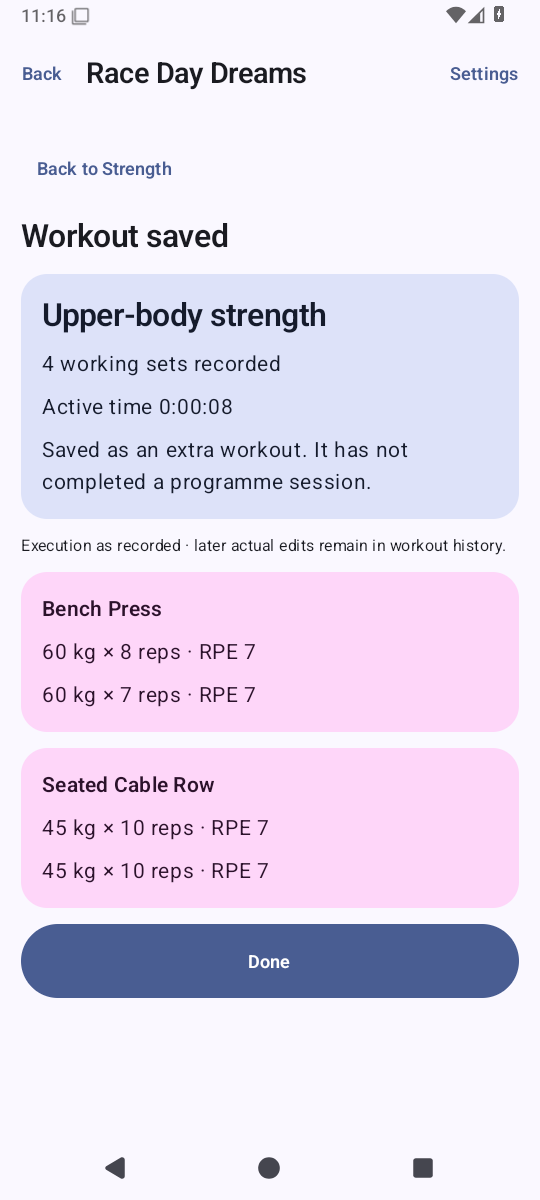 11:16
Back
Race Day Dreams
Settings
Back to Strength
Workout saved
Upper-body strength
4 working sets recorded
Active time 0:00:08
Saved as an extra workout. It has not
completed a programme session.
Execution as recorded · later actual edits remain in workout history.
Bench Press
60 kg × 8 reps · RPE 7
60 kg × 7 reps · RPE 7
Seated Cable Row
45 kg × 10 reps · RPE 7
45 kg × 10 reps · RPE 7
Done